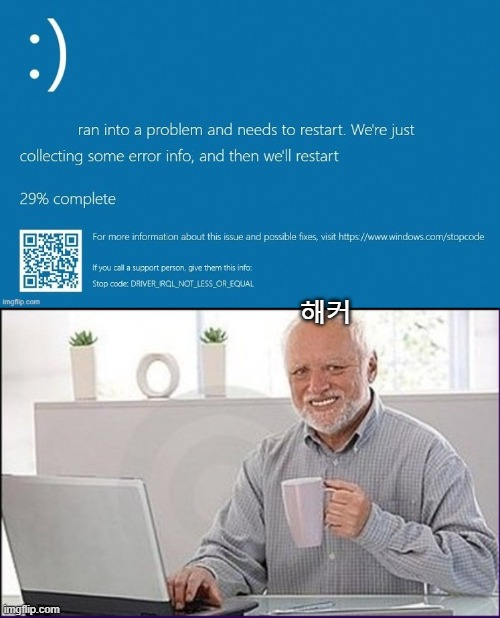 :)
ran into a problem and needs to restart. We're just
collecting some error info, and then we'll restart
29% complete
For more information about this issue and possible fixes, visit https://www.windows.com/stopcode
If you call a support person, give them this info:
Stop code: DRIVER_IRQL_NOT_LESS_OR_EQUAL
imgflip.com
해커
imgflip.com